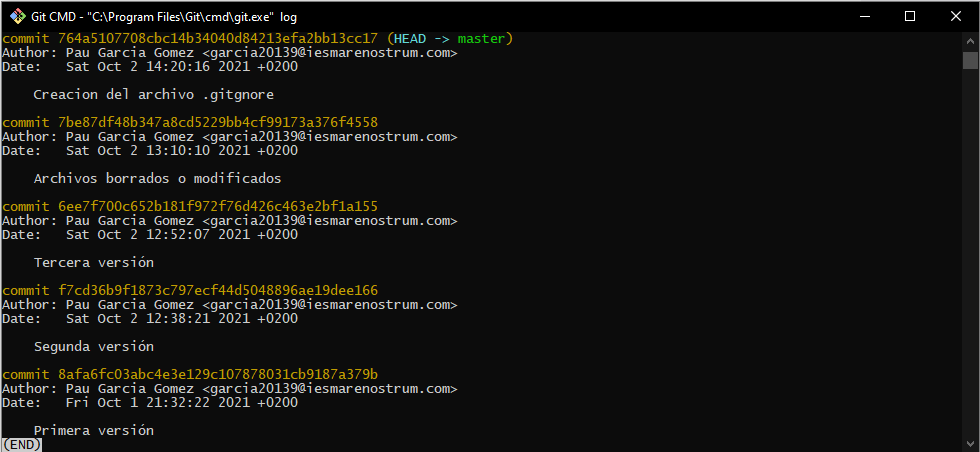 Git CMD - "C:\Program Files\Git\cmd\git.exe" log
commit 764a5107708cbc14b34040d84213efa2bb13cc17 (HEAD -> master)
Author: Pau Garcia Gomez <garcia20139@iesmarenostrum.com>
Date:   Sat Oct 2 14:20:16 2021 +0200
    Creacion del archivo .gitgnore
commit 7be87df48b347a8cd5229bb4cf99173a376f4558
Author: Pau Garcia Gomez <garcia20139@iesmarenostrum.com>
Date:   Sat Oct 2 13:10:10 2021 +0200
    Archivos borrados o modificados
commit 6ee7f700c652b181f972f76d426c463e2bf1a155
Author: Pau Garcia Gomez <garcia20139@iesmarenostrum.com>
Date:   Sat Oct 2 12:52:07 2021 +0200
    Tercera versión
commit f7cd36b9f1873c797ecf44d5048896ae19dee166
Author: Pau Garcia Gomez <garcia20139@iesmarenostrum.com>
Date:   Sat Oct 2 12:38:21 2021 +0200
    Segunda versión
commit 8afa6fc03abc4e3e129c107878031cb9187a379b
Author: Pau Garcia Gomez <garcia20139@iesmarenostrum.com>
Date:   Fri Oct 1 21:32:22 2021 +0200
    Primera versión
(END)